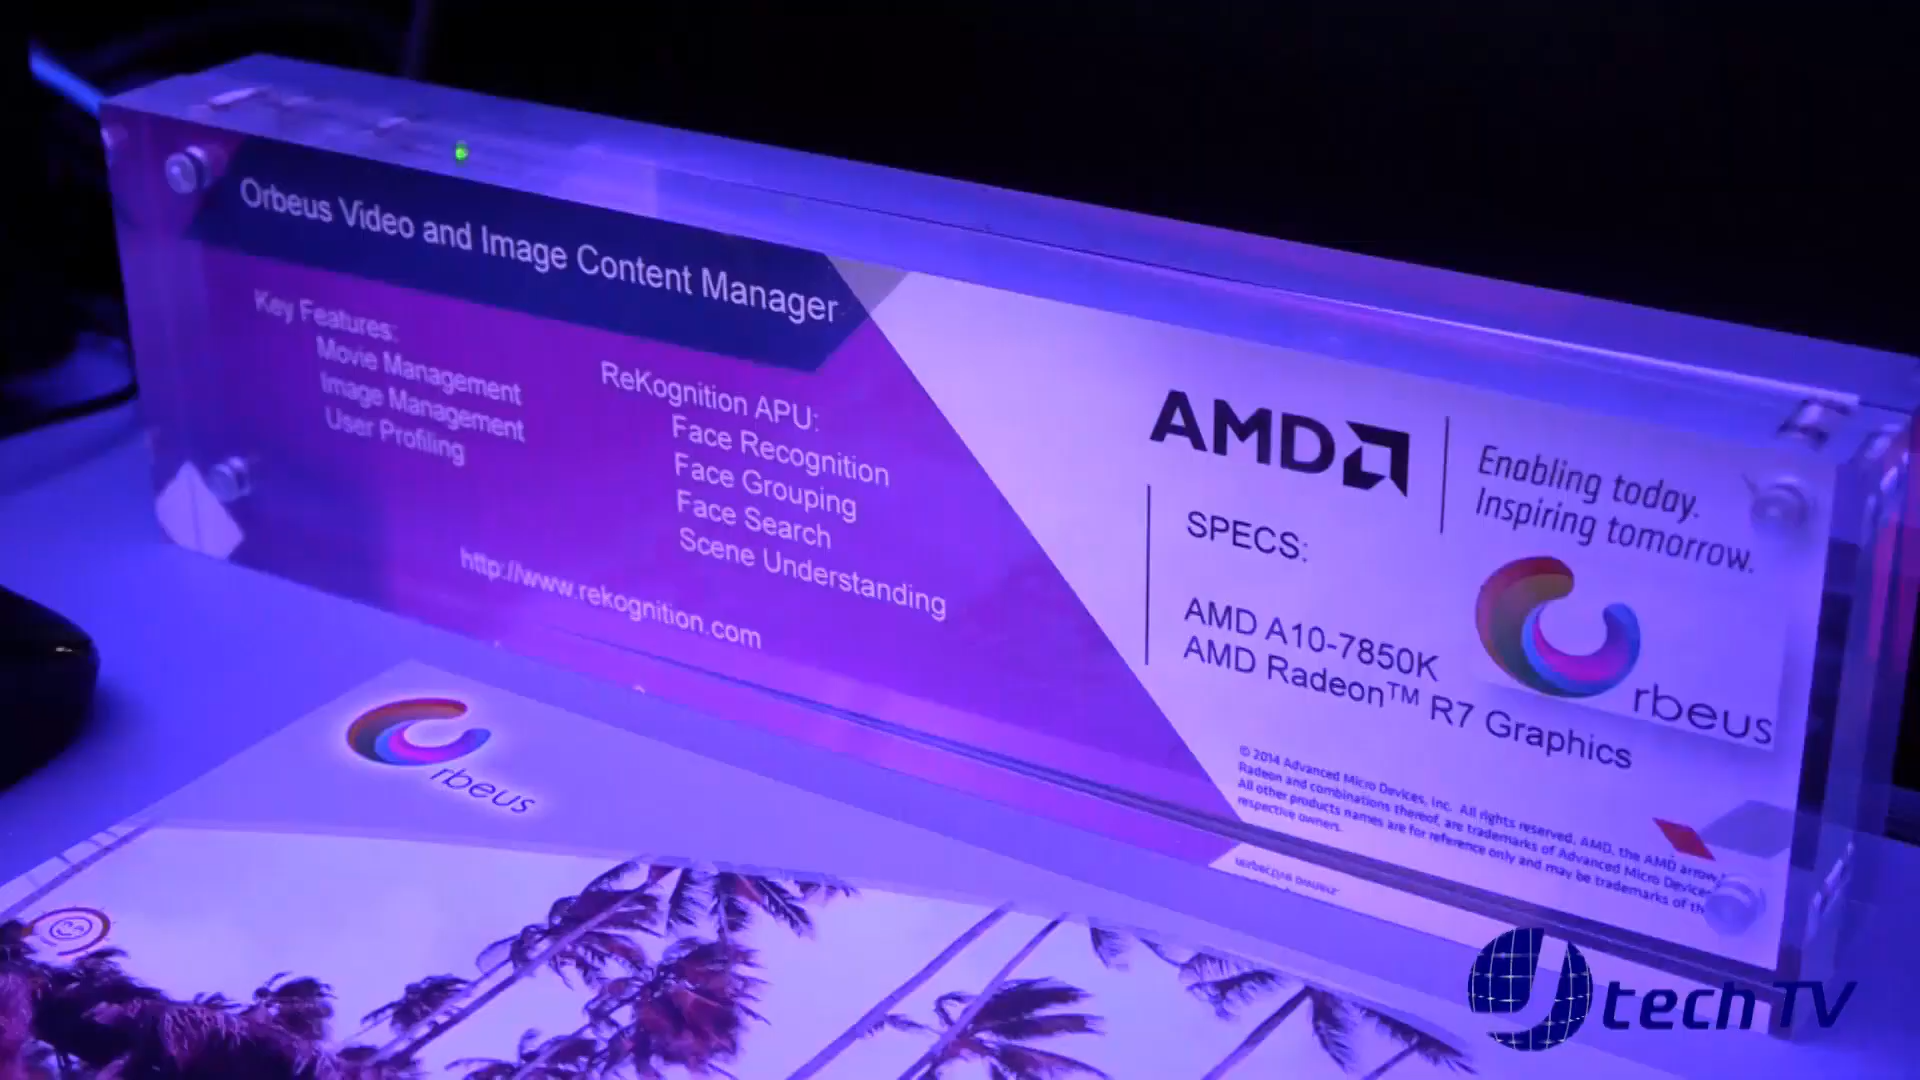 Orbeus Video and Image Content Manager
Key Features:
Movie Management
Image Management
User Profiling
ReKognition APU:
Face Recognition
Face Grouping
Face Search
Scene Understanding
http://www.rekognition.com
AMD
Enabling today.
Inspiring tomorrow.
SPECS:
AMD A10-7850K
AMD Radeon™ R7 Graphics
rbeus
© 2014 Advanced Micro Devices, Inc. All rights reserved. AMD, the AMD arrow
Radeon and combinations thereof, are trademarks of Advanced Micro Devices
All other products names are for reference only and may be trademarks of th
respective owners.
rbeus
tech TV